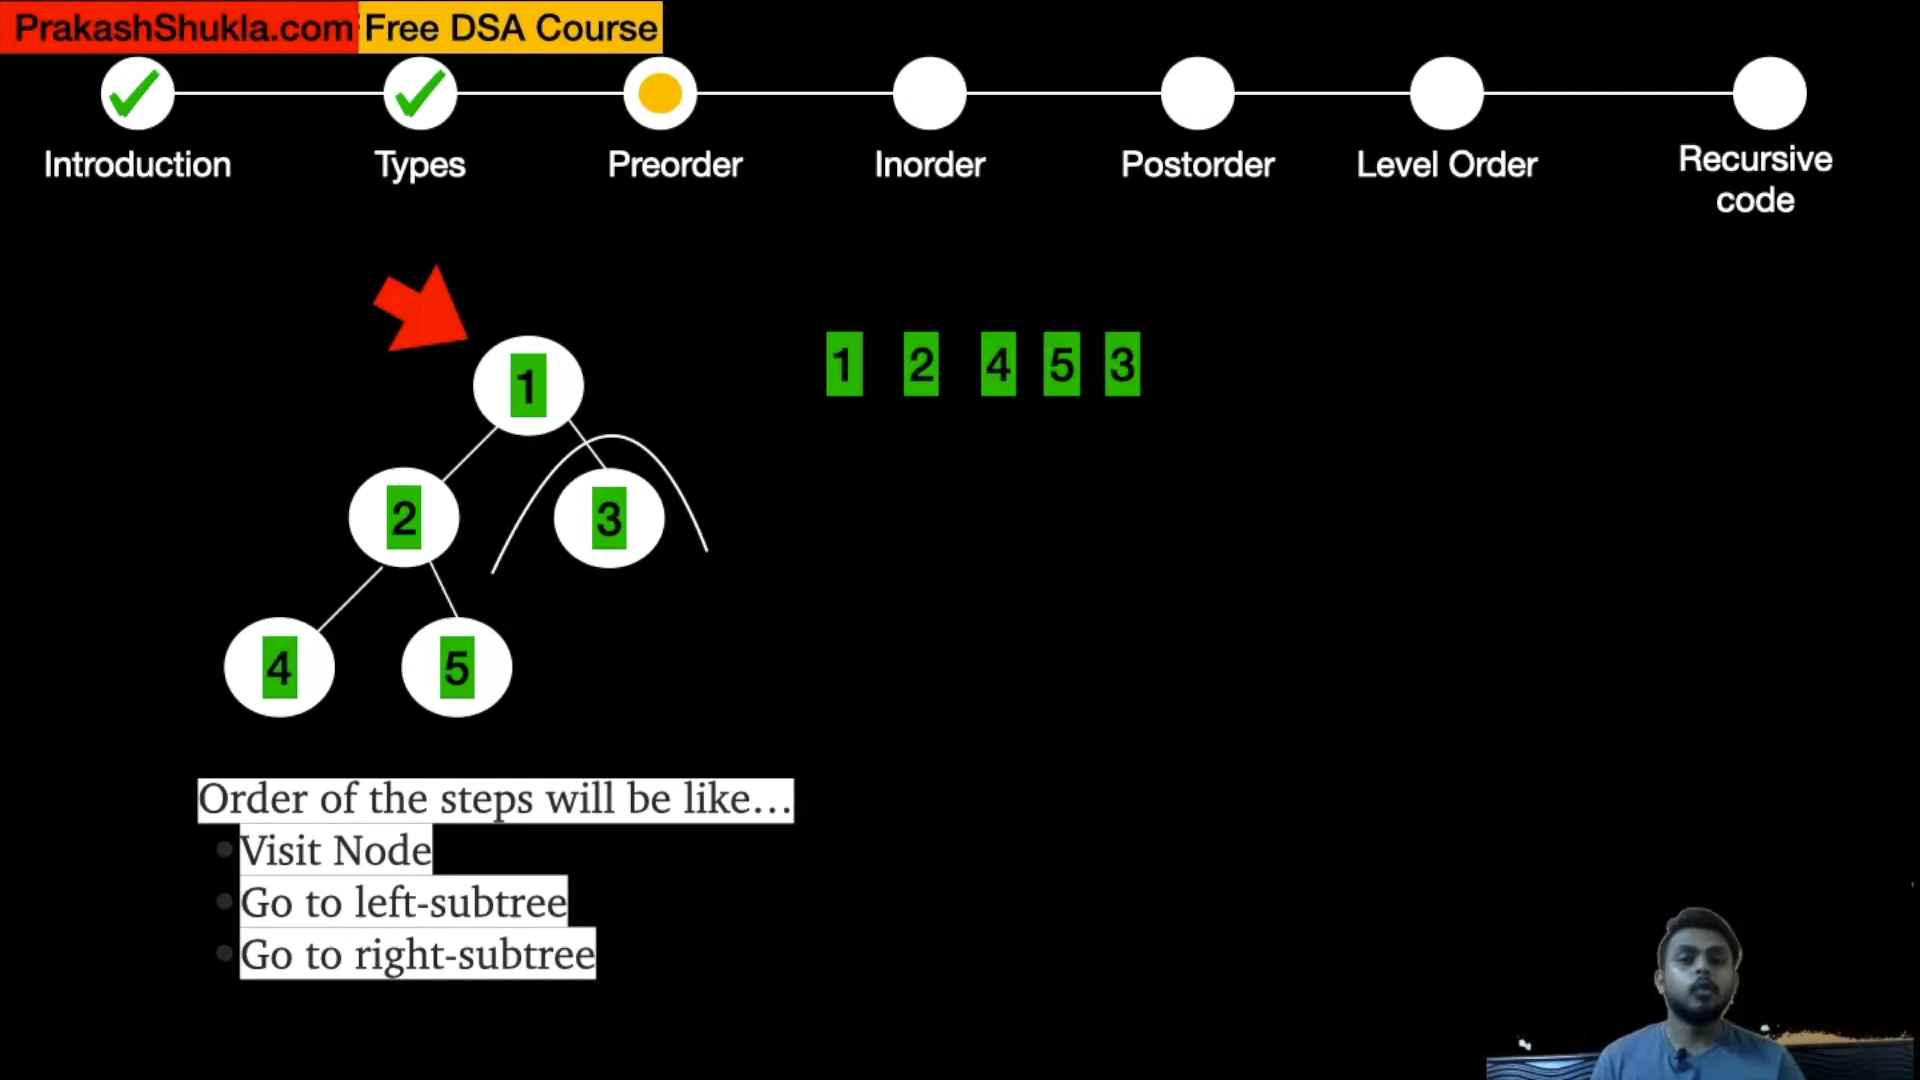 PrakashShukla.com Free DSA Course
Introduction Types Preorder Inorder Postorder Level Order Recursive code
1 2 4 5 3
1
2 3
4 5
Order of the steps will be like...
Visit Node
Go to left-subtree
Go to right-subtree